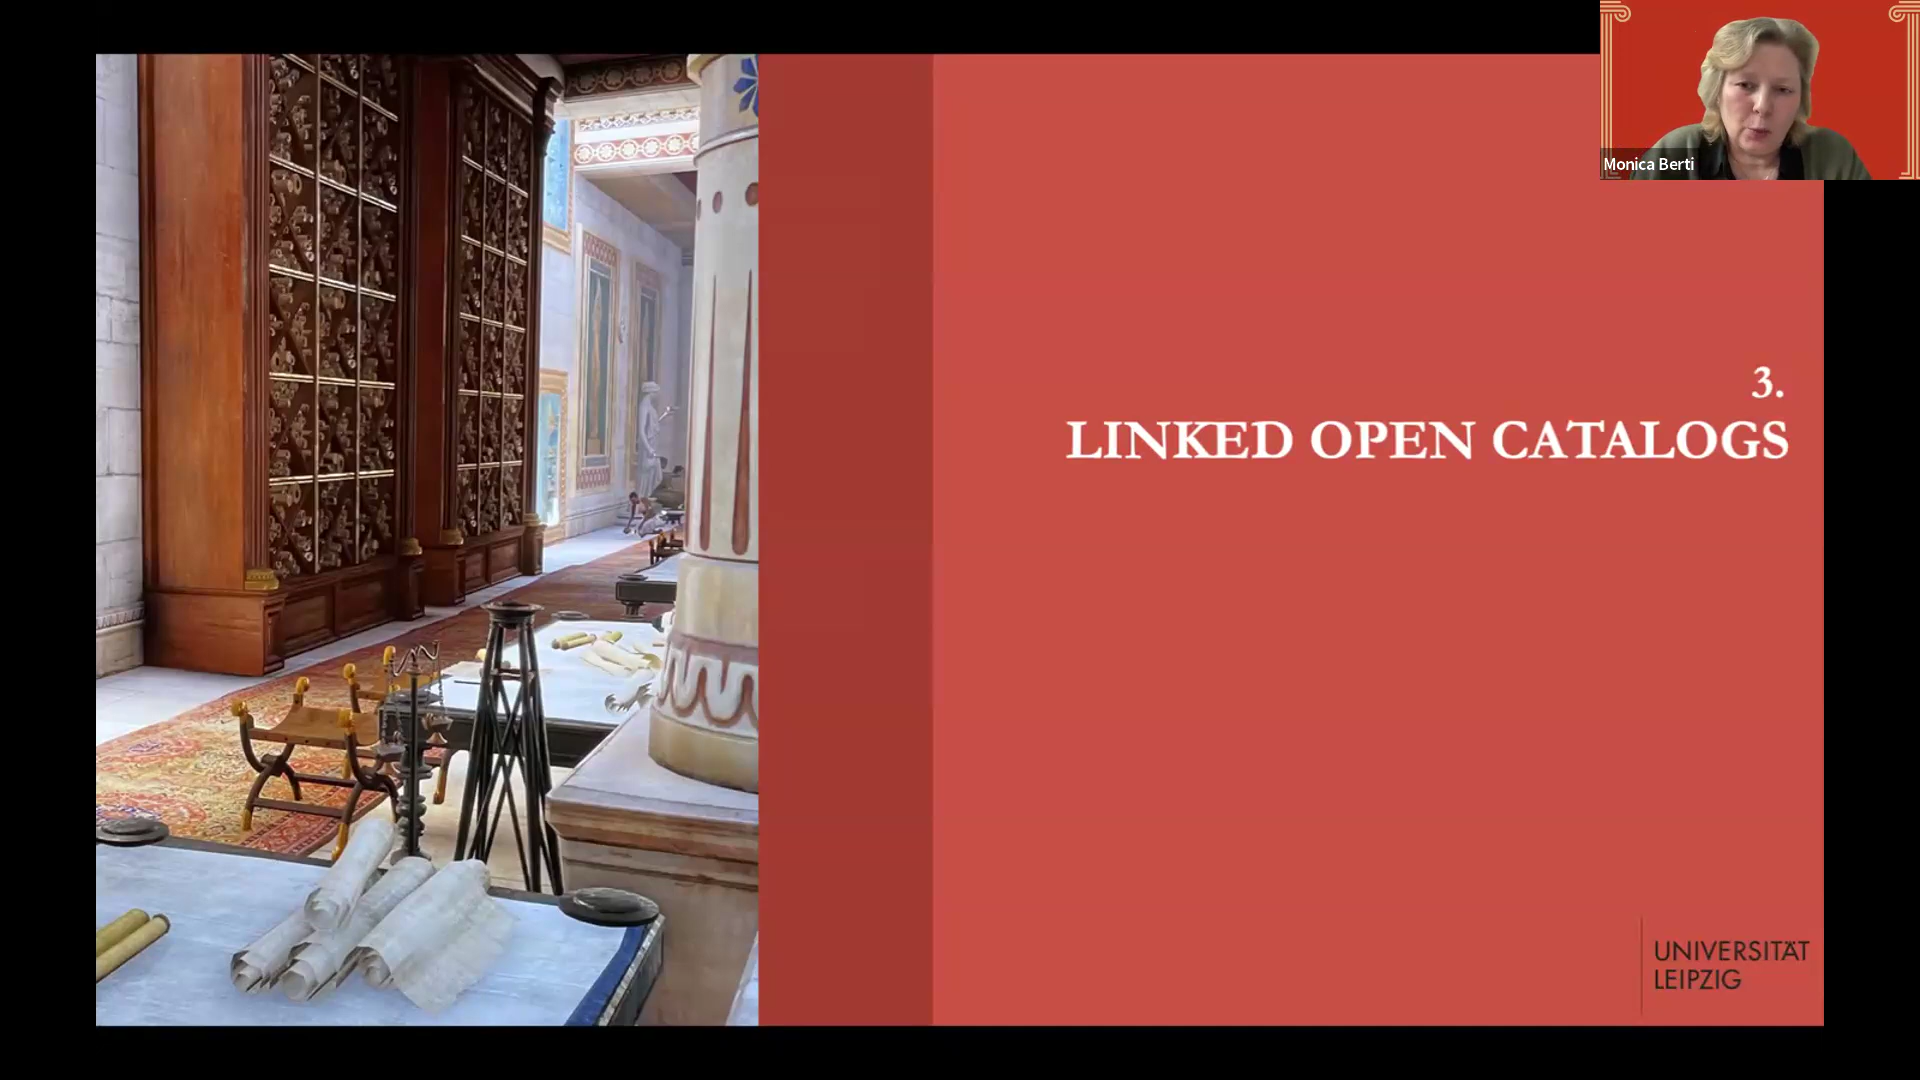 Monica Berti
3.
LINKED OPEN CATALOGS
UNIVERSITÄT
LEIPZIG